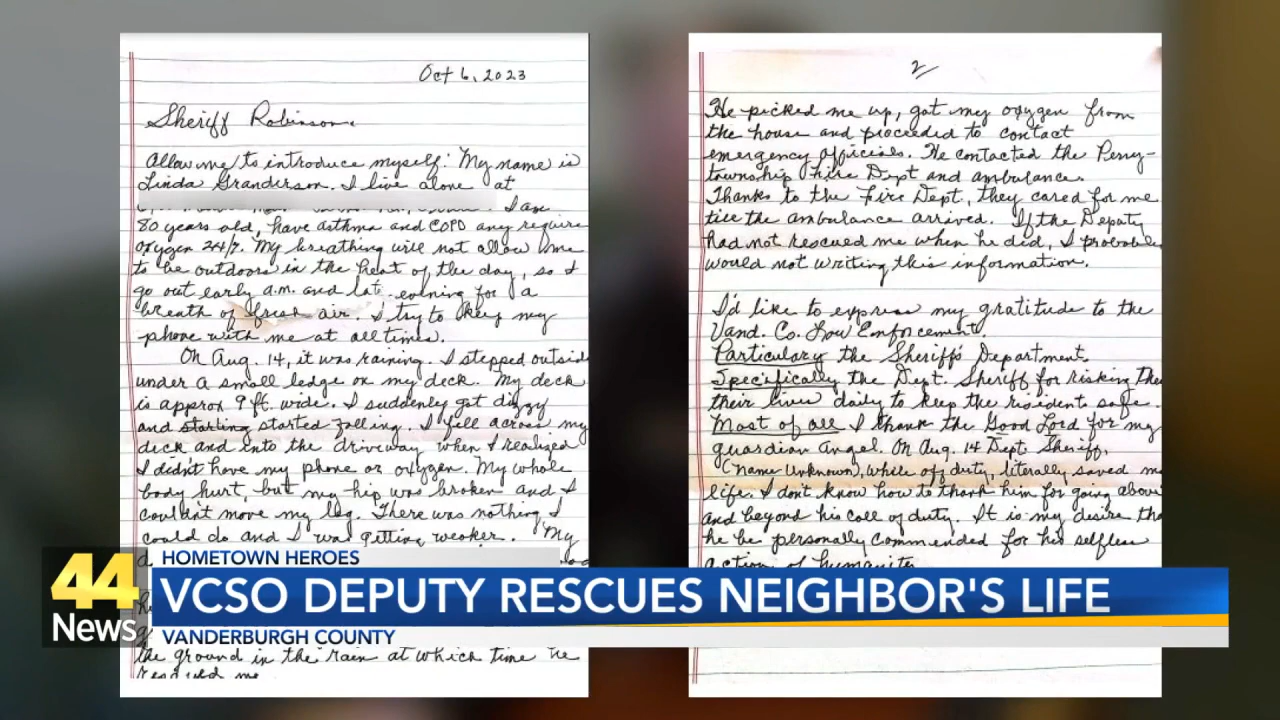 Oct 6, 2023
Sheriff Robinson.
Allow me to introduce myself: My name is
Linda Granderson. I live alone at
I am
80 years old, have asthma and COPD any require
oxygen 24/7. My breathing will not allow me
to be outdoors in the heat of the day, so I
go out early a.m. and late evening for a
breath of fresh air. I try to keep my
phone with me at all times.
On Aug. 14, it was raining. I stepped outside
under a small ledge on my deck. My deck
is approx 9 ft. wide. I suddenly got dizzy
and starting started falling. I fell across my
deck and into the driveway when I realized
I didn't have my phone or oxygen. My whole
body hurt, but my hip was broken and I
couldn't move my leg. There was nothing I
could do and I was getting weaker. My
the ground in the rain at which time he
rescued me.
2
He picked me up, got my oxygen from
the house and proceeded to contact
emergency officials. He contacted the Perry-
township Fire Dept and ambulance.
Thanks to the Fire Dept, they cared for me
till the ambulance arrived. If the Deputy
had not rescued me when he did, I probably
would not writing this information.
I'd like to express my gratitude to the
Vand. Co. Law Enforcement,
Particulary the Sheriff's Department.
Specifically the Dept. Sheriff for risking the
their lives daily to keep the risident safe.
Most of all I thank the Good Lord for my
guardian angel. On Aug. 14 Dept Sheriff,
(Name Unknown), while off duty, literally saved my
life. I don't know how to thank him for going above
and beyond his call of duty. It is my desire tha
he be personally commended for his selfless
action of humanity
44
News
HOMETOWN HEROES
VCSO DEPUTY RESCUES NEIGHBOR'S LIFE
VANDERBURGH COUNTY